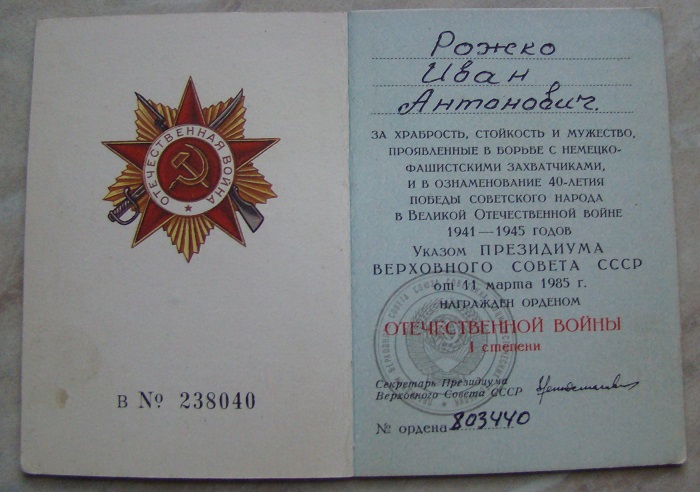 ОТЕЧЕСТВЕННАЯ ВОЙНА
В № 238040
Рожко
Иван
Антонович.
ЗА ХРАБРОСТЬ, СТОЙКОСТЬ И МУЖЕСТВО,
ПРОЯВЛЕННЫЕ В БОРЬБЕ С НЕМЕЦКО-
ФАШИСТСКИМИ ЗАХВАТЧИКАМИ,
И В ОЗНАМЕНОВАНИЕ 40-ЛЕТИЯ
ПОБЕДЫ СОВЕТСКОГО НАРОДА
В ВЕЛИКОЙ ОТЕЧЕСТВЕННОЙ ВОЙНЕ
1941—1945 ГОДОВ
УКАЗОМ ПРЕЗИДИУМА
ВЕРХОВНОГО СОВЕТА СССР
от 11 марта 1985 г.
НАГРАЖДЕН ОРДЕНОМ
ОТЕЧЕСТВЕННОЙ ВОЙНЫ
I степени
Секретарь Президиума
Верховного Совета СССР
№ ордена 803440